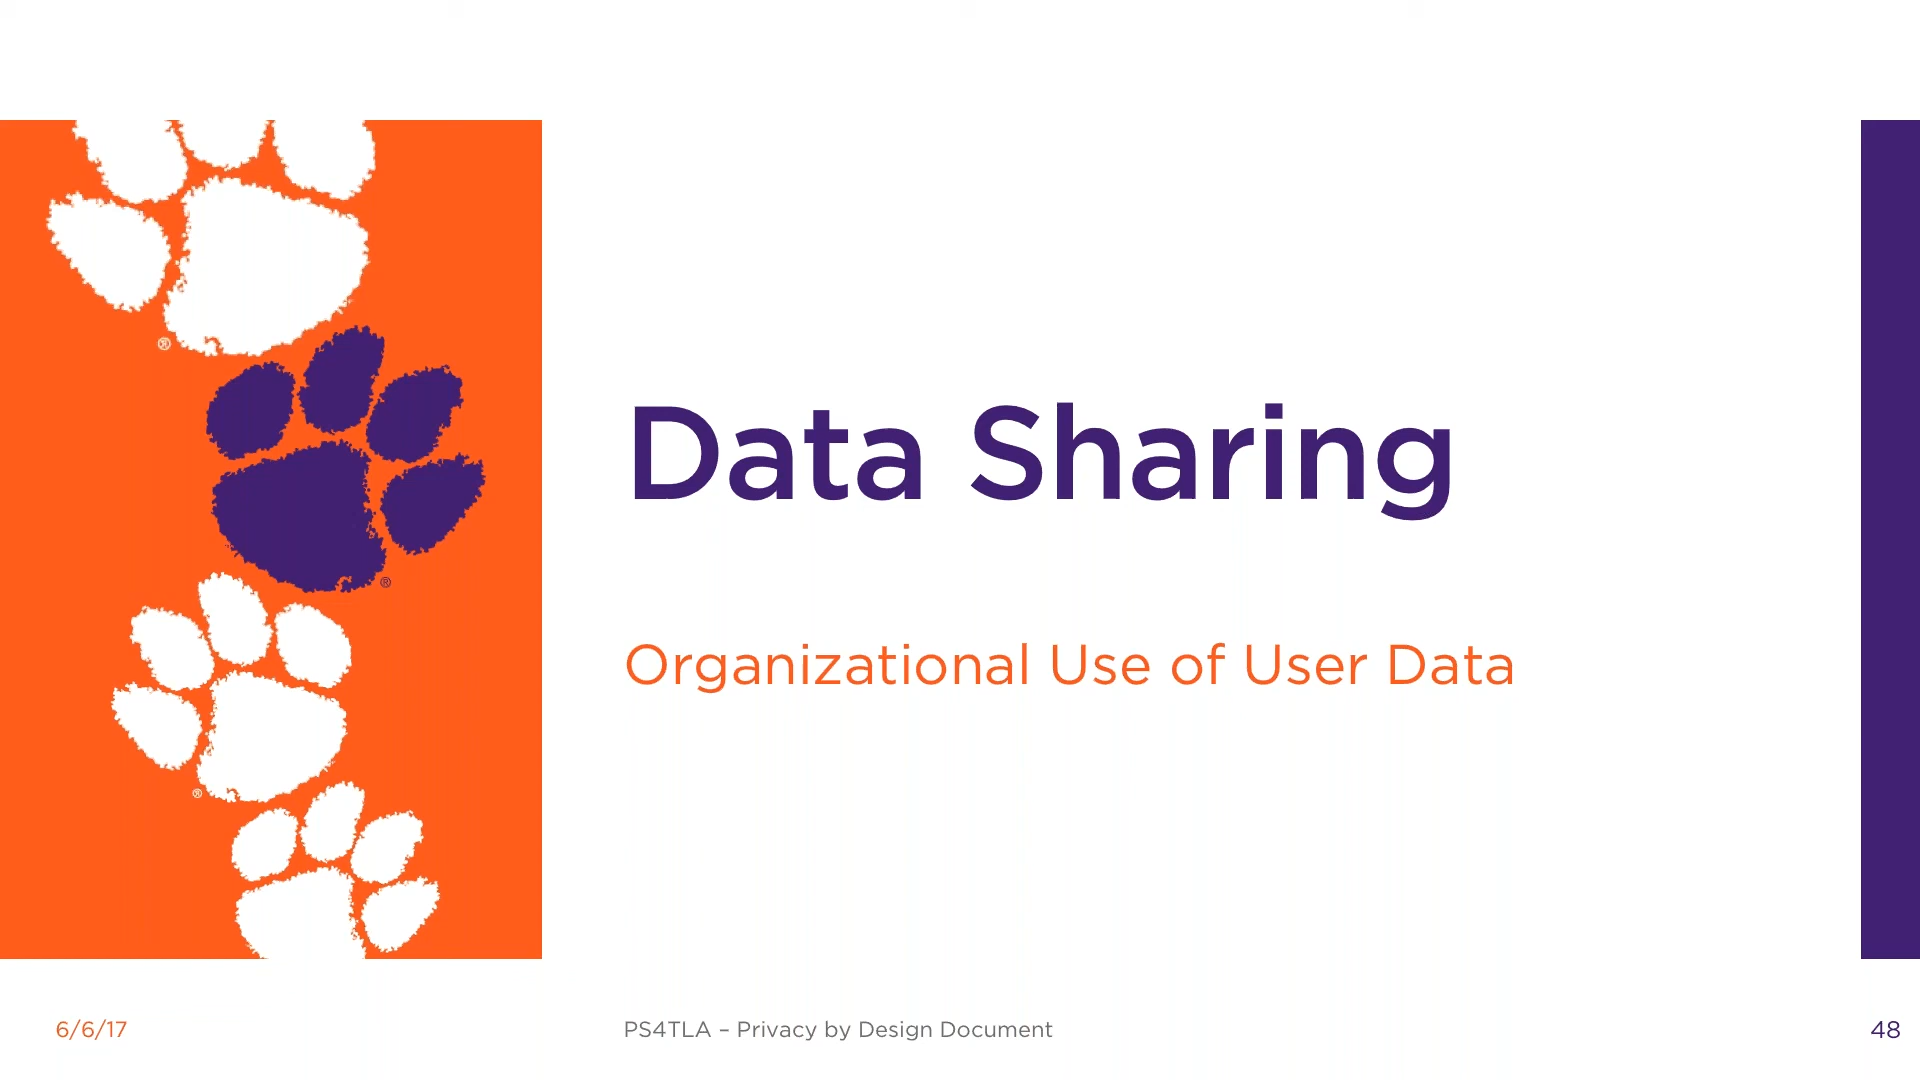 ®
®
®
Data Sharing
Organizational Use of User Data
6/6/17
PS4TLA – Privacy by Design Document
48